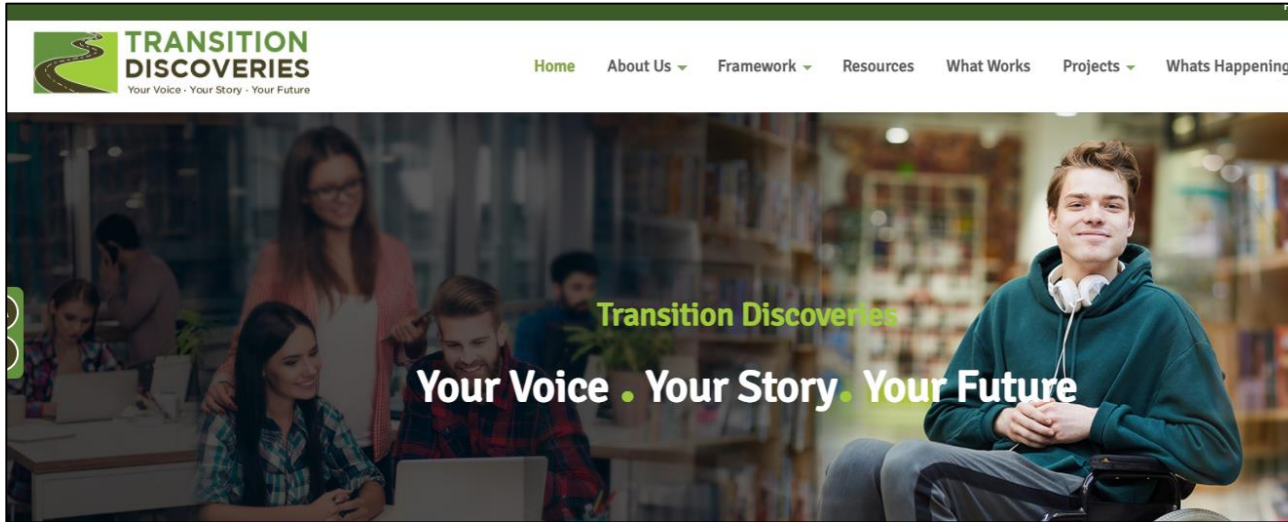 TRANSITION
DISCOVERIES
Your Voice - Your Story - Your Future
Home About Us Framework Resources What Works Projects Whats Happening
Transition Discoveries
Your Voice . Your Story. Your Future